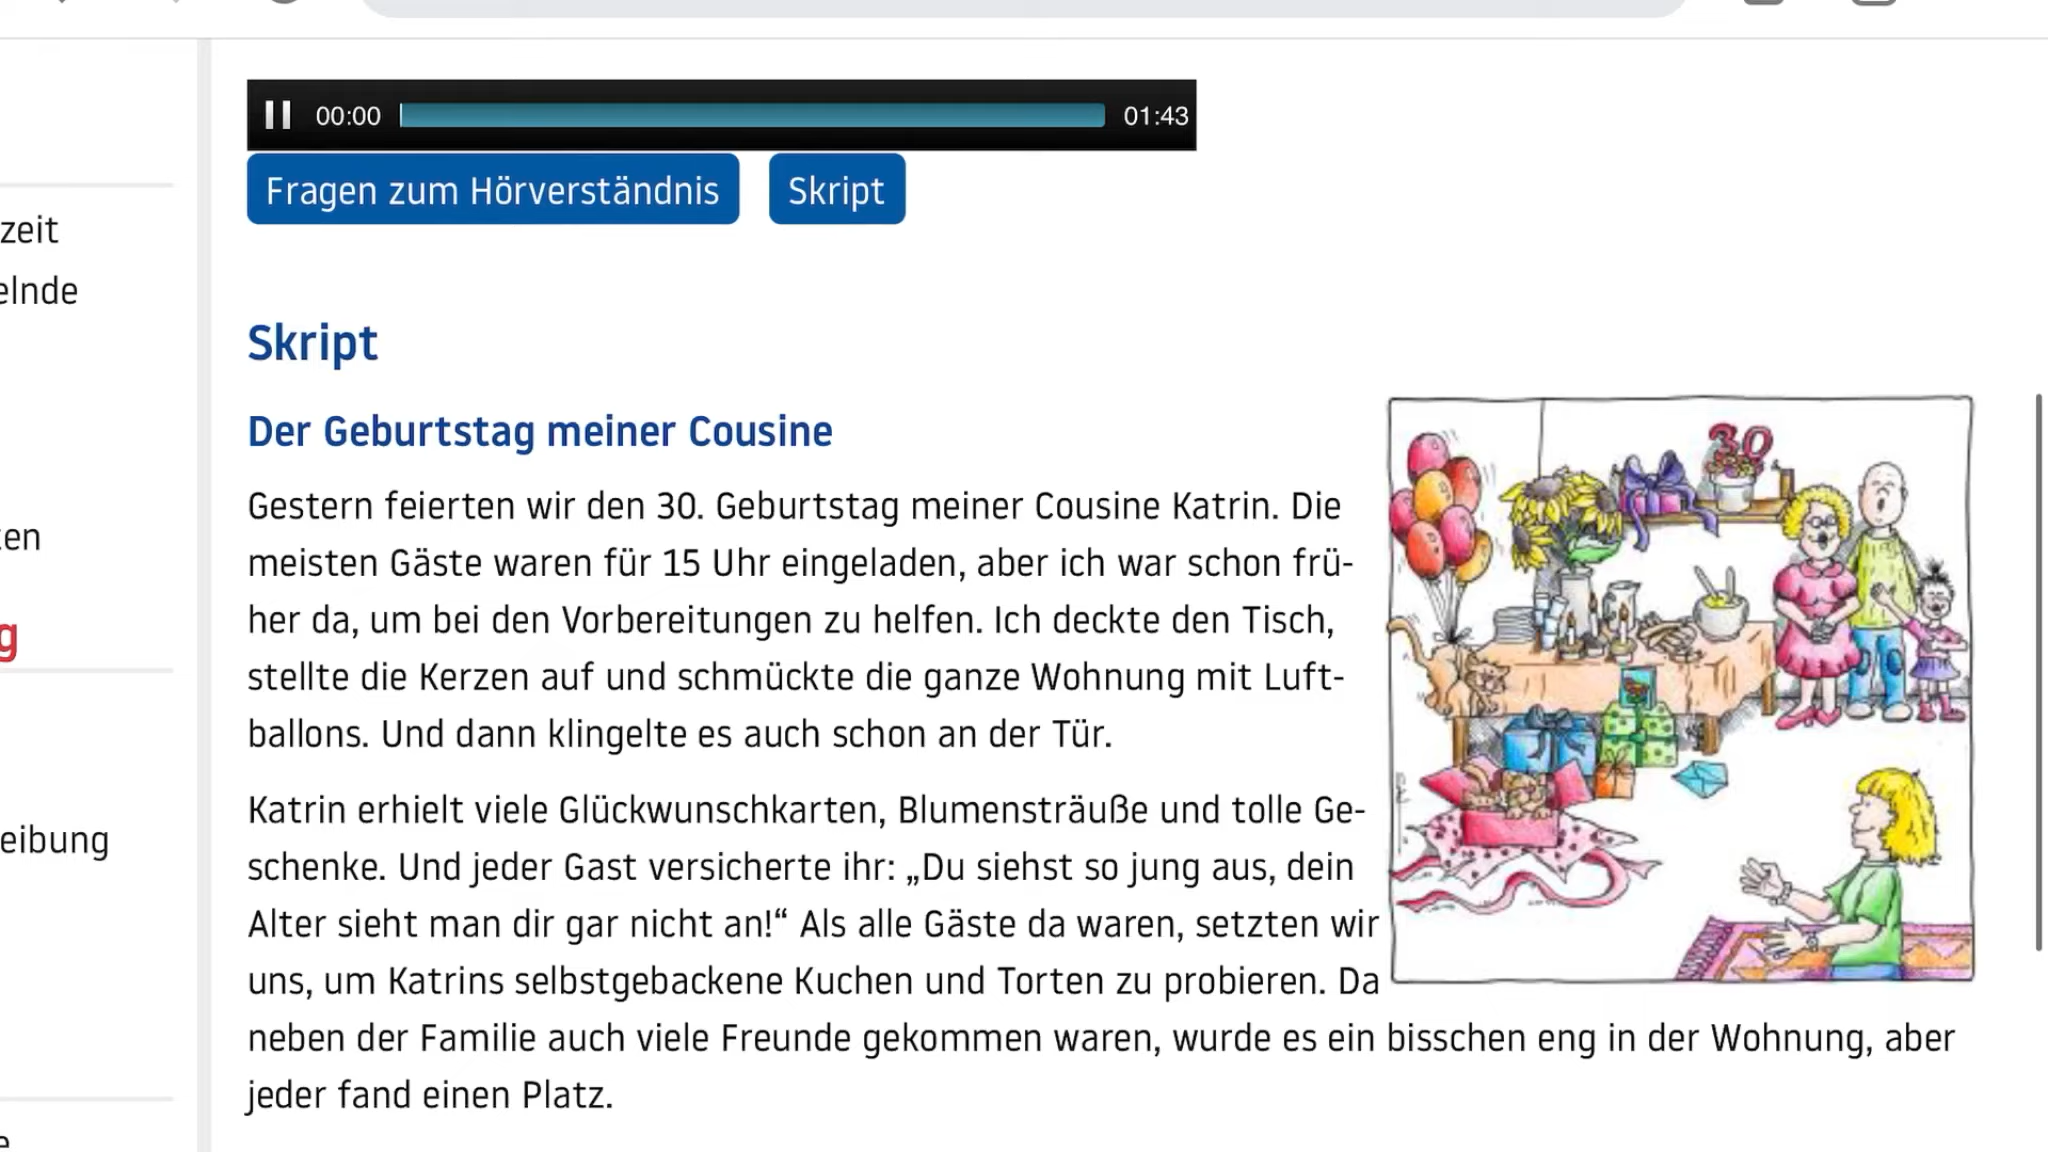 00:00
01:43
Fragen zum Hörverständnis
Skript
zeit
elnde
en
g
eibung
e
Skript
Der Geburtstag meiner Cousine
Gestern feierten wir den 30. Geburtstag meiner Cousine Katrin. Die
meisten Gäste waren für 15 Uhr eingeladen, aber ich war schon frü-
her da, um bei den Vorbereitungen zu helfen. Ich deckte den Tisch,
stellte die Kerzen auf und schmückte die ganze Wohnung mit Luft-
ballons. Und dann klingelte es auch schon an der Tür.
Katrin erhielt viele Glückwunschkarten, Blumensträuße und tolle Ge-
schenke. Und jeder Gast versicherte ihr: „Du siehst so jung aus, dein
Alter sieht man dir gar nicht an!“ Als alle Gäste da waren, setzten wir
uns, um Katrins selbstgebackene Kuchen und Torten zu probieren. Da
neben der Familie auch viele Freunde gekommen waren, wurde es ein bisschen eng in der Wohnung, aber
jeder fand einen Platz.
30